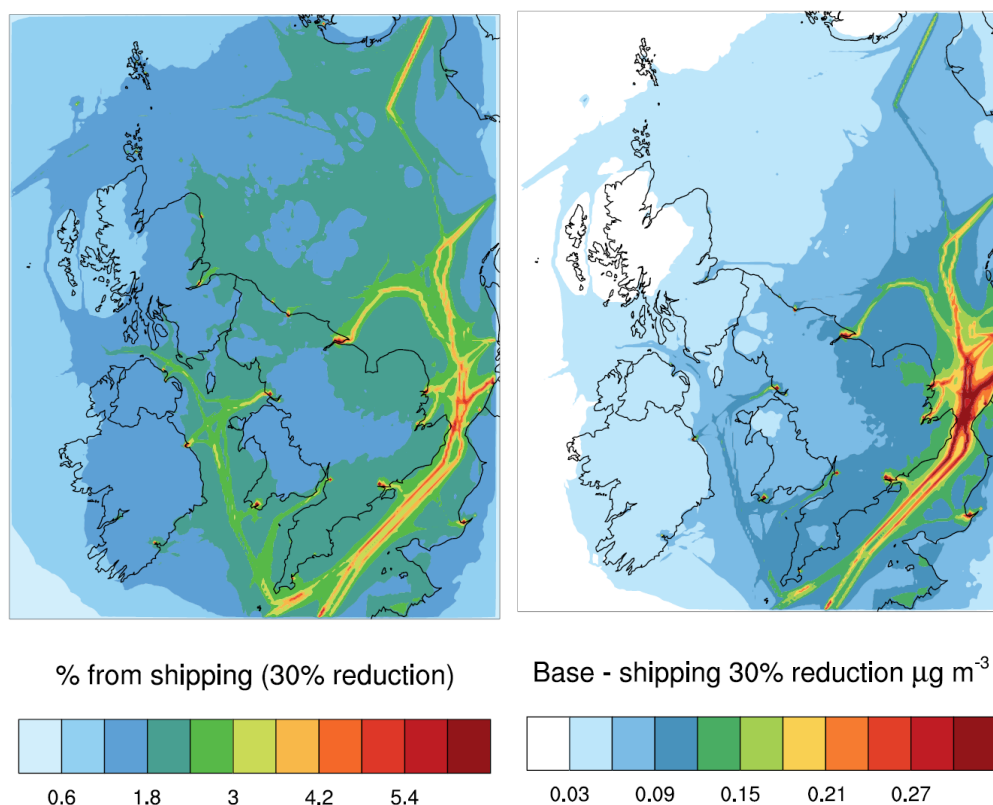 % from shipping (30% reduction)
0.6 1.8 3 4.2 5.4
Base - shipping 30% reduction μg m⁻³
0.03 0.09 0.15 0.21 0.27